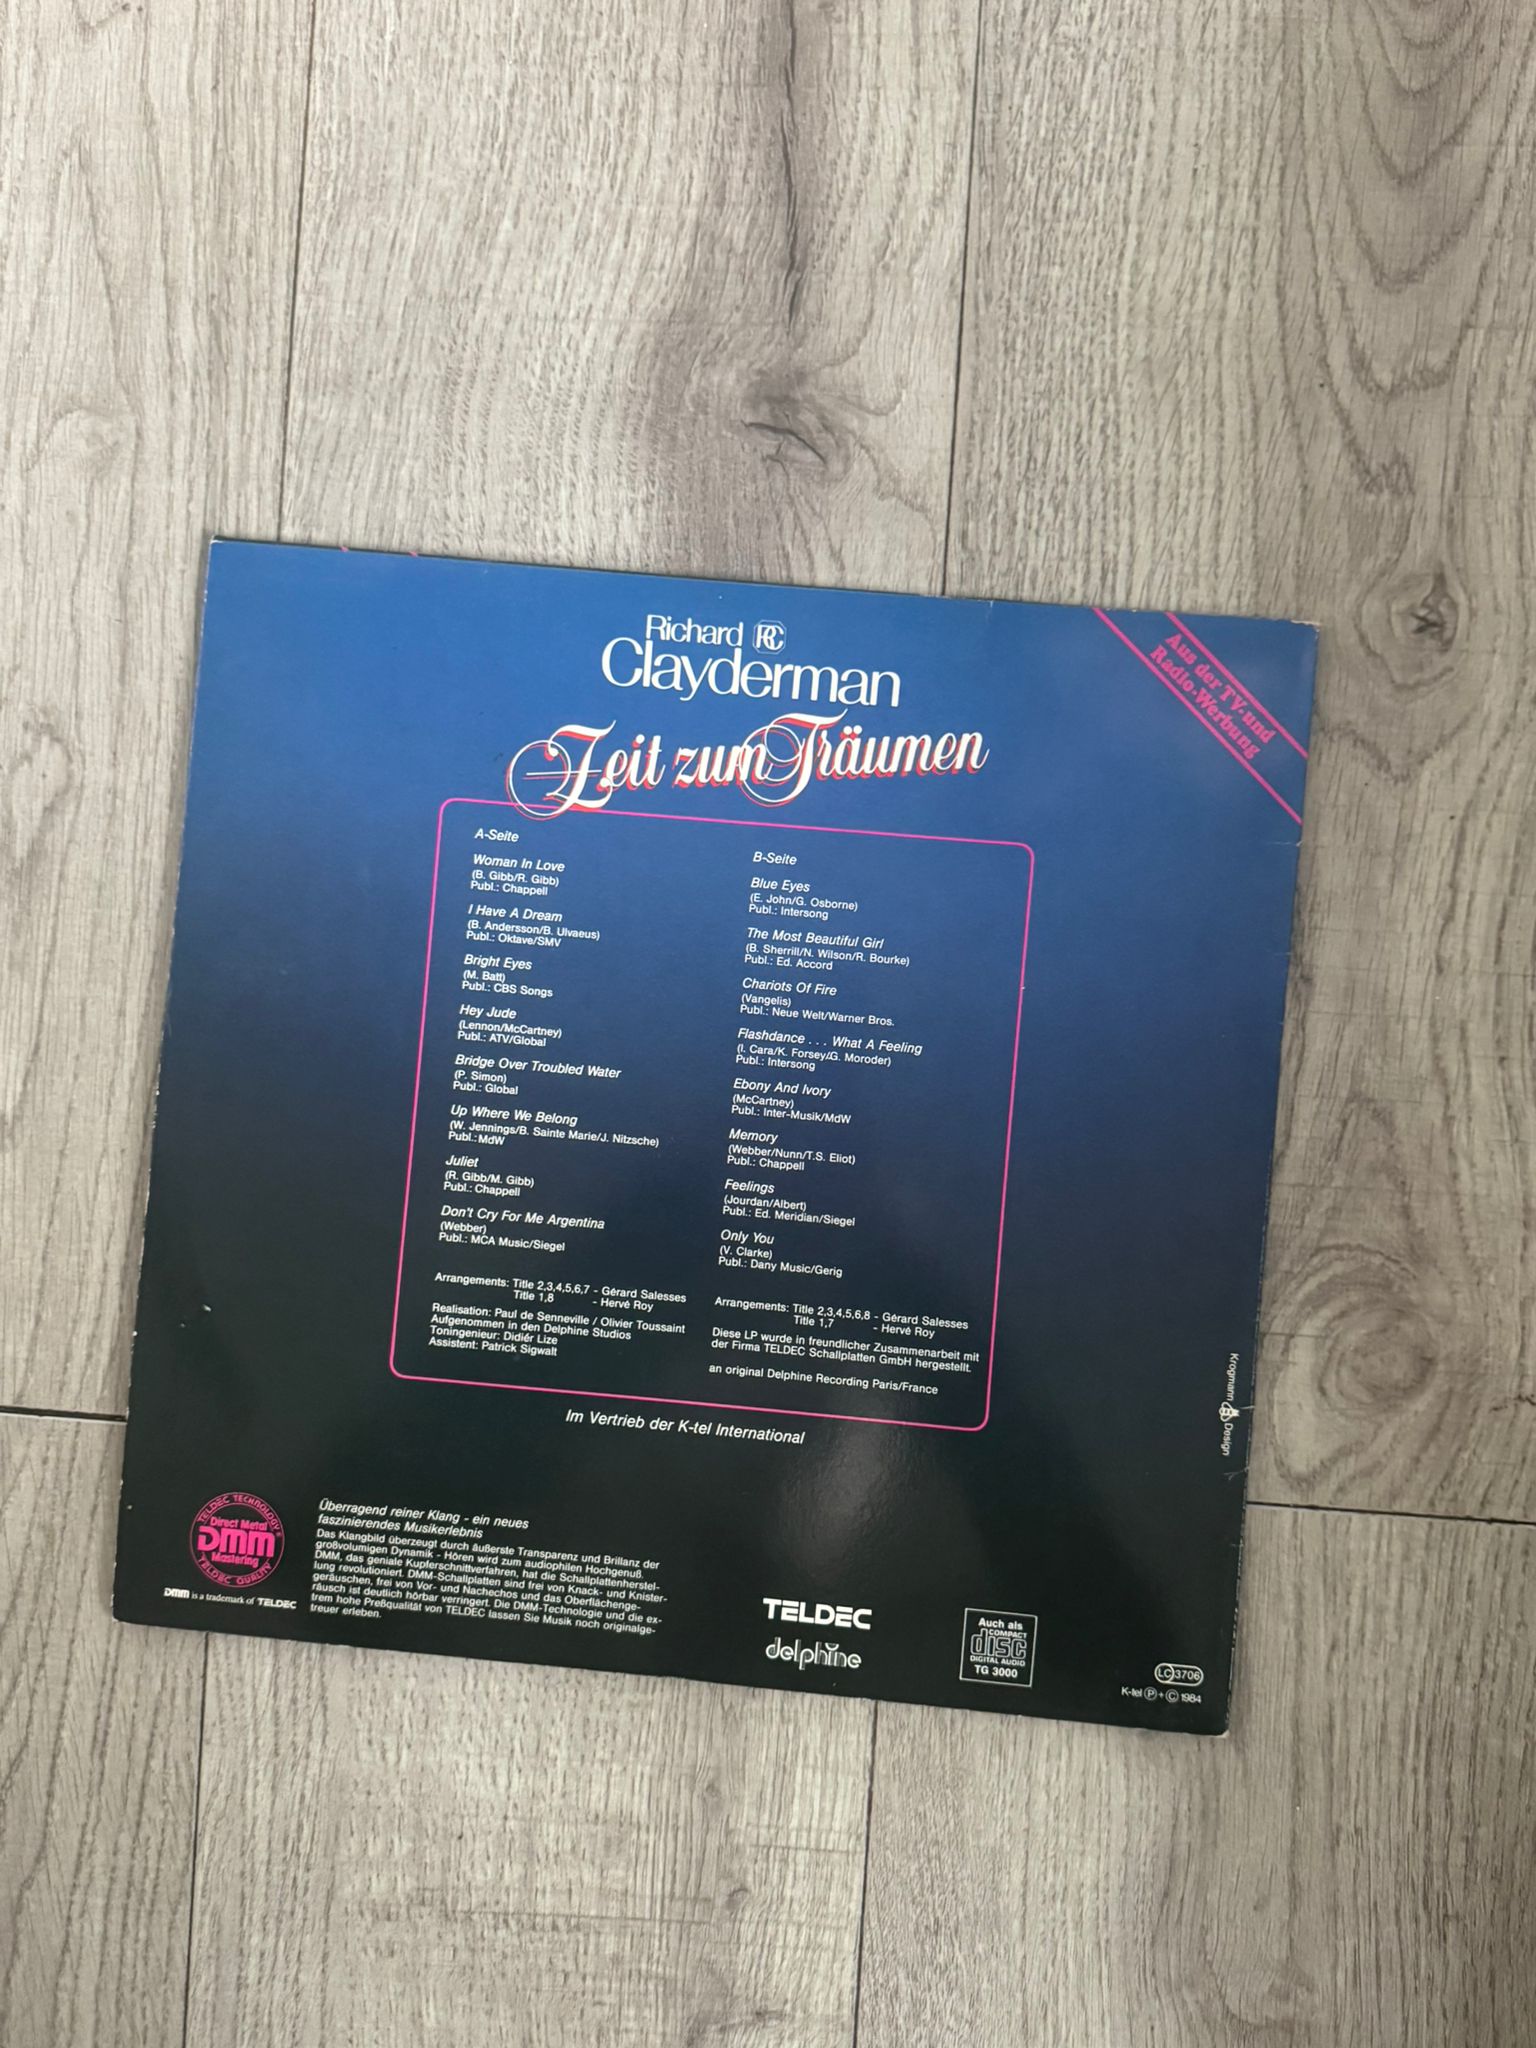 Richard RC
Clayderman
Zeit zum Träumen
Aus der TV- und
Radio-Werbung
A-Seite
Woman In Love
(B. Gibb/R. Gibb)
Publ.: Chappell
I Have A Dream
(B. Andersson/B. Ulvaeus)
Publ.: Oktave/SMV
Bright Eyes
(M. Batt)
Publ.: CBS Songs
Hey Jude
(Lennon/McCartney)
Publ.: ATV/Global
Bridge Over Troubled Water
(P. Simon)
Publ.: Global
Up Where We Belong
(W. Jennings/B. Sainte Marie/J. Nitzsche)
Publ.: MdW
Juliet
(R. Gibb/M. Gibb)
Publ.: Chappell
Don't Cry For Me Argentina
(Webber)
Publ.: MCA Music/Siegel
Arrangements: Title 2,3,4,5,6,7 - Gérard Salesses
Title 1,8 - Hervé Roy
Realisation: Paul de Senneville / Olivier Toussaint
Aufgenommen in den Delphine Studios
Toningenieur: Didiér Lize
Assistent: Patrick Sigwalt
B-Seite
Blue Eyes
(E. John/G. Osborne)
Publ.: Intersong
The Most Beautiful Girl
(B. Sherrill/N. Wilson/R. Bourke)
Publ.: Ed. Accord
Chariots Of Fire
(Vangelis)
Publ.: Neue Welt/Warner Bros.
Flashdance . . . What A Feeling
(I. Cara/K. Forsey/G. Moroder)
Publ.: Intersong
Ebony And Ivory
(McCartney)
Publ.: Inter-Musik/MdW
Memory
(Webber/Nunn/T.S. Eliot)
Publ.: Chappell
Feelings
(Jourdan/Albert)
Publ.: Ed. Meridian/Siegel
Only You
(V. Clarke)
Publ.: Dany Music/Gerig
Arrangements: Title 2,3,4,5,6,8 - Gérard Salesses
Title 1,7 - Hervé Roy
Diese LP wurde in freundlicher Zusammenarbeit mit
der Firma TELDEC Schallplatten GmbH hergestellt.
an original Delphine Recording Paris/France
Im Vertrieb der K-tel International
Krogmann Design
TELDEC TECHNOLOGY
Direct Metal
DMM
Mastering
TELDEC QUALITY
DMM is a trademark of TELDEC
Überragend reiner Klang - ein neues
faszinierendes Musikerlebnis
Das Klangbild überzeugt durch äußerste Transparenz und Brillanz der
großvolumigen Dynamik - Hören wird zum audiophilen Hochgenuß.
DMM, das geniale Kupferschnittverfahren, hat die Schallplattenherstel-
lung revolutioniert. DMM-Schallplatten sind frei von Knack- und Knister-
geräuschen, frei von Vor- und Nachechos und das Oberflächenge-
räusch ist deutlich hörbar verringert. Die DMM-Technologie und die ex-
trem hohe Preßqualität von TELDEC lassen Sie Musik noch originalge-
treuer erleben.
TELDEC
delphine
Auch als
COMPACT
disc
DIGITAL AUDIO
TG 3000
LC 3706
K-tel Ⓟ + Ⓒ 1984